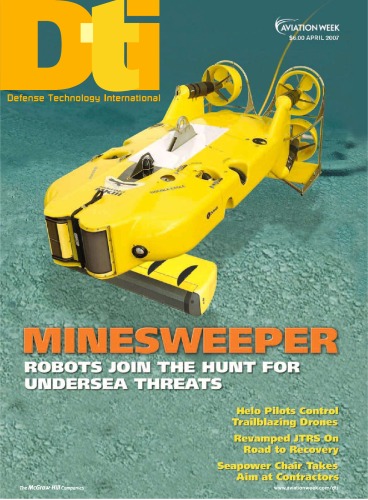 Dti
Defense Technology International
AVIATION WEEK
$6.00 APRIL 2007
MINESWEEPER
ROBOTS JOIN THE HUNT FOR
UNDERSEA THREATS
Helo Pilots Control
Trailblazing Drones
Revamped JTRS On
Road to Recovery
Seapower Chair Takes
Aim at Contractors
The McGraw-Hill Companies
www.aviationweek.com/dti